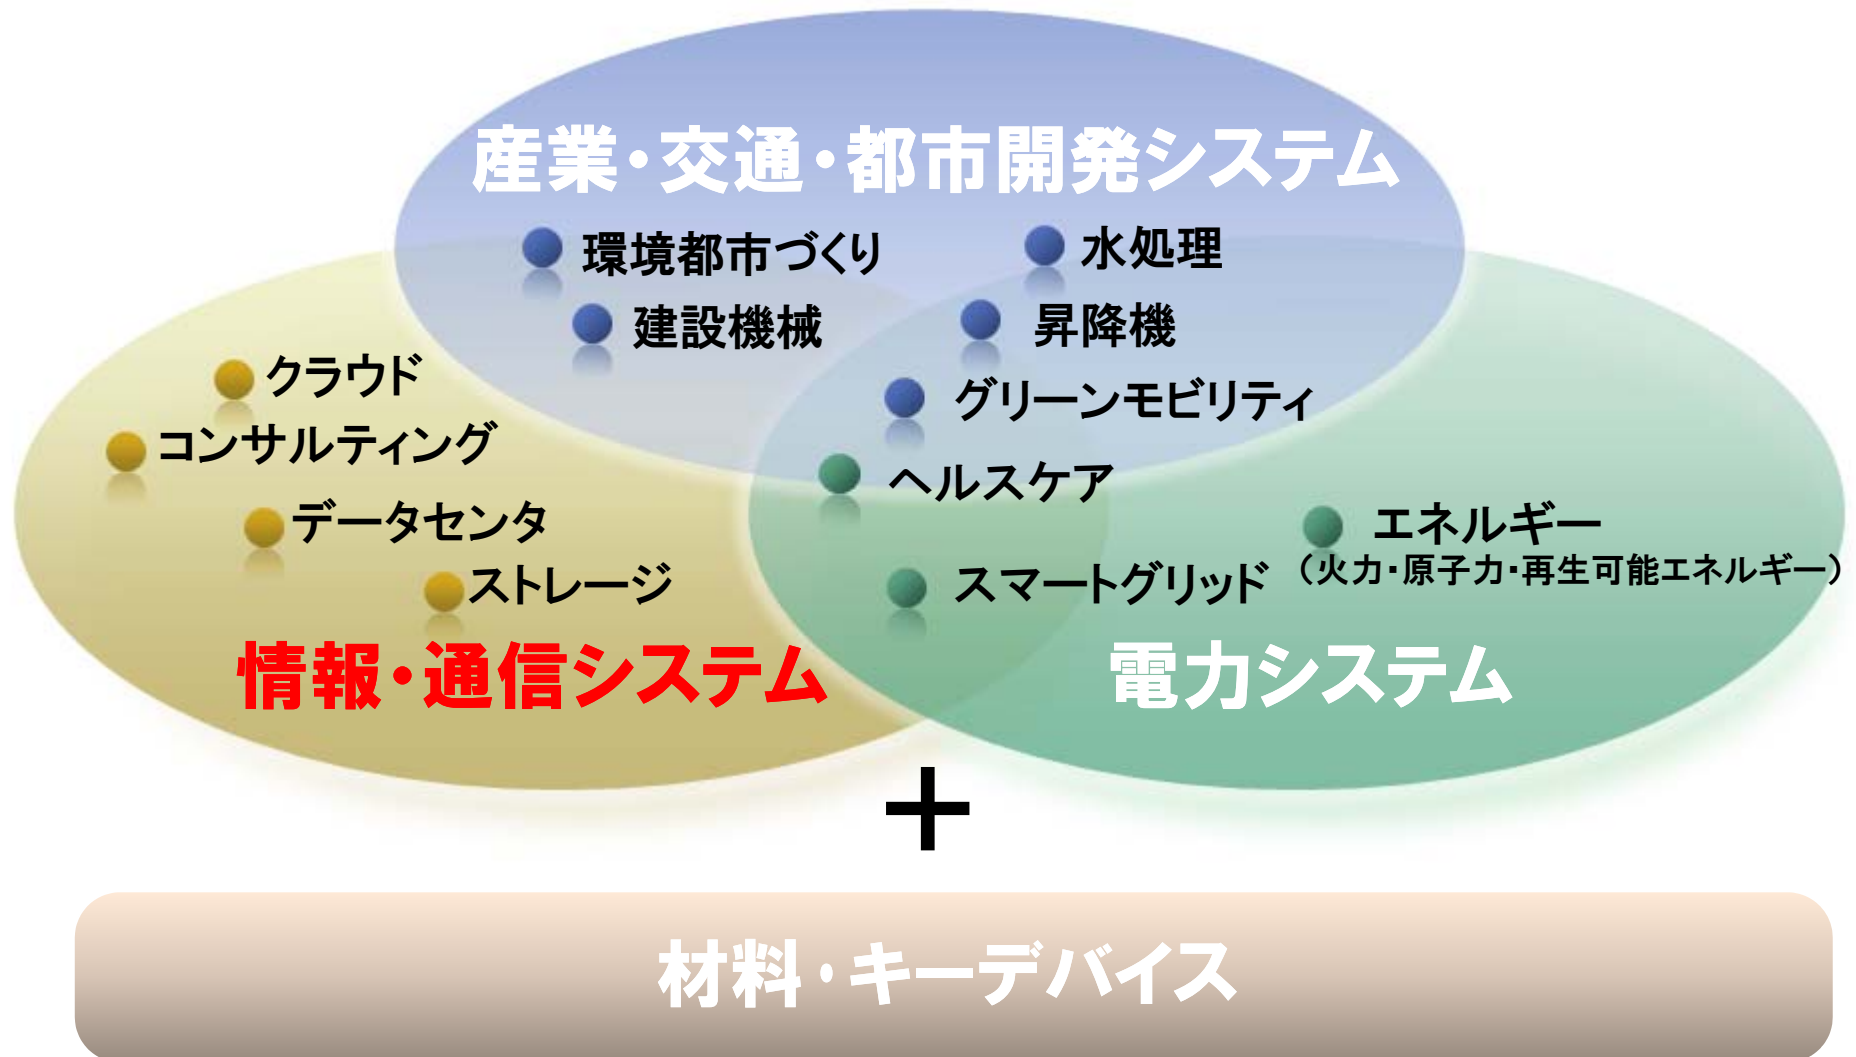 産業・交通・都市開発システム
環境都市づくり
水処理
建設機械
昇降機
クラウド
グリーンモビリティ
コンサルティング
ヘルスケア
データセンタ
エネルギー
（火力・原子力・再生可能エネルギー）
ストレージ
スマートグリッド
情報・通信システム
電力システム
＋
材料・キーデバイス